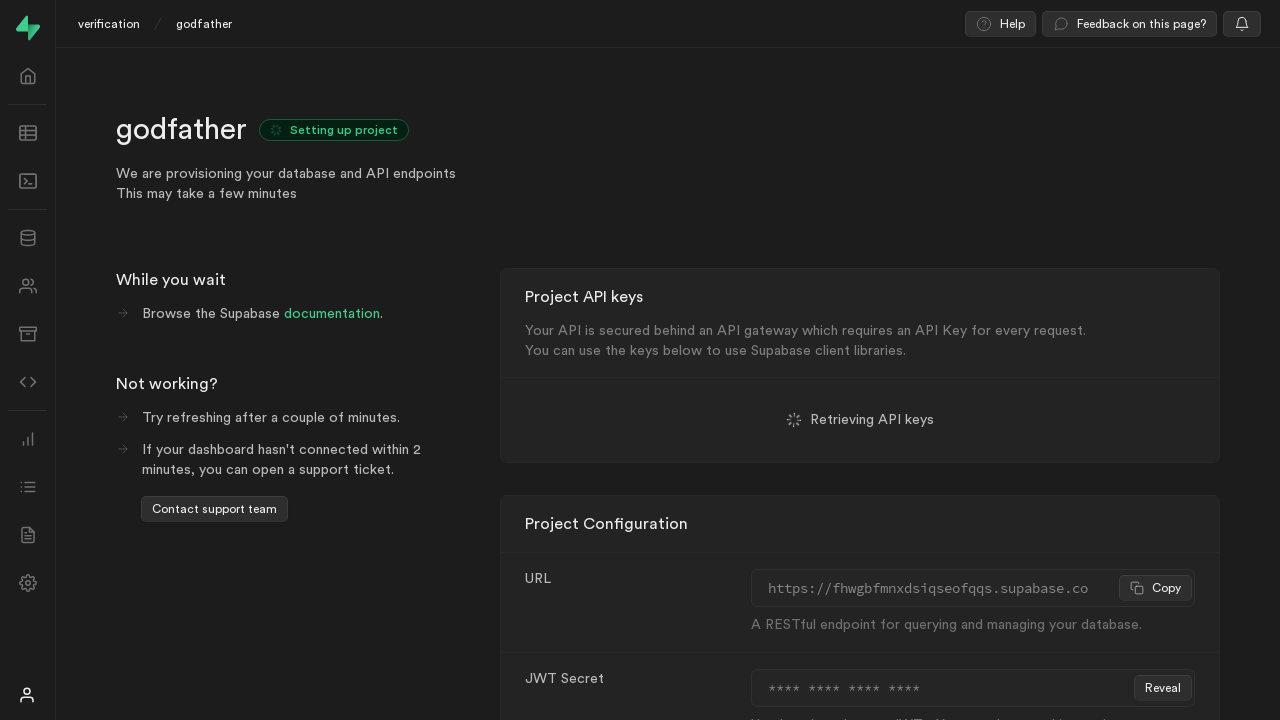 verification / godfather
Help
Feedback on this page?
godfather
Setting up project
We are provisioning your database and API endpoints
This may take a few minutes
While you wait
Browse the Supabase documentation.
Not working?
Try refreshing after a couple of minutes.
If your dashboard hasn't connected within 2
minutes, you can open a support ticket.
Contact support team
Project API keys
Your API is secured behind an API gateway which requires an API Key for every request.
You can use the keys below to use Supabase client libraries.
Retrieving API keys
Project Configuration
URL
https://fhwgbfmnxdsiqseofqqs.supabase.co
Copy
A RESTful endpoint for querying and managing your database.
JWT Secret
**** **** **** ****
Reveal